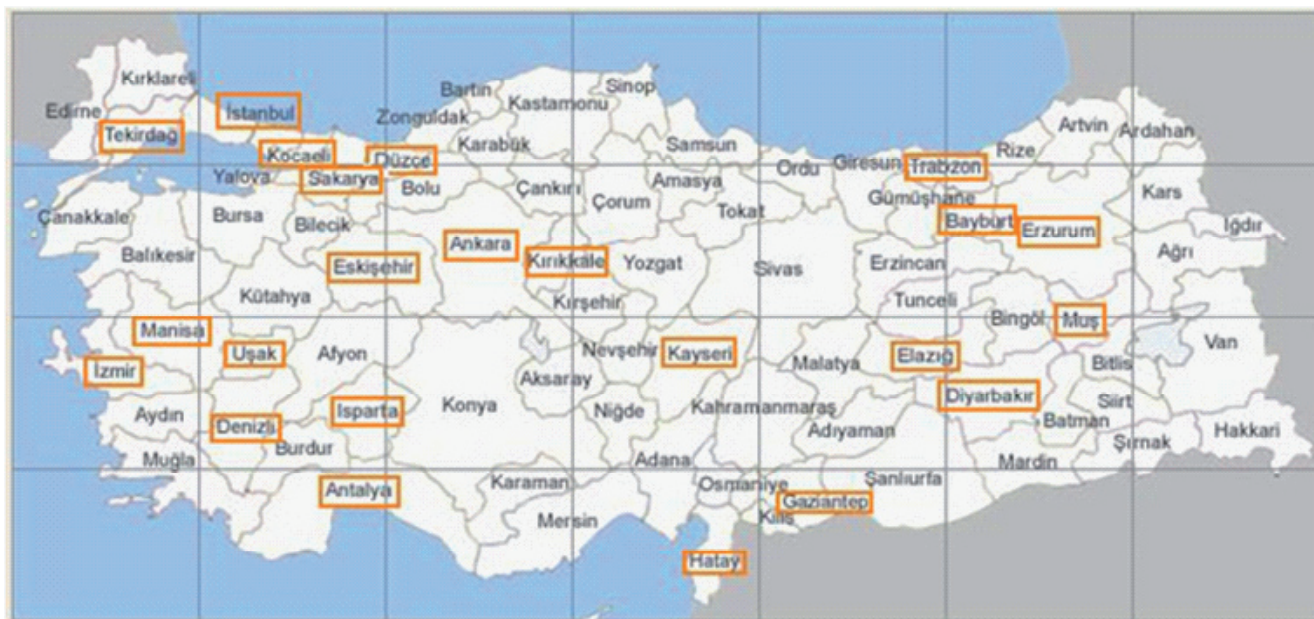 Kırklareli
Edirne
İstanbul
Tekirdağ
Kocaeli
Düzce
Yalova
Sakarya
Bartın
Zonguldak
Kastamonu
Sinop
Karabük
Samsun
Bolu
Çankırı
Amasya
Çorum
Ordu
Giresun
Trabzon
Rize
Artvin
Ardahan
Kars
Gümüşhane
Tokat
Bayburt
Erzurum
Iğdır
Ağrı
Çanakkale
Bursa
Bilecik
Balıkesir
Eskişehir
Ankara
Kırıkkale
Yozgat
Sivas
Erzincan
Kütahya
Kırşehir
Tunceli
Bingöl
Muş
Manisa
Uşak
Afyon
Nevşehir
Kayseri
Malatya
Elazığ
Bitlis
Van
İzmir
Aksaray
Diyarbakır
Siirt
Aydın
Denizli
Isparta
Konya
Niğde
Kahramanmaraş
Adıyaman
Batman
Şırnak
Hakkari
Muğla
Burdur
Adana
Mardin
Antalya
Karaman
Osmaniye
Şanlıurfa
Gaziantep
Mersin
Kilis
Hatay